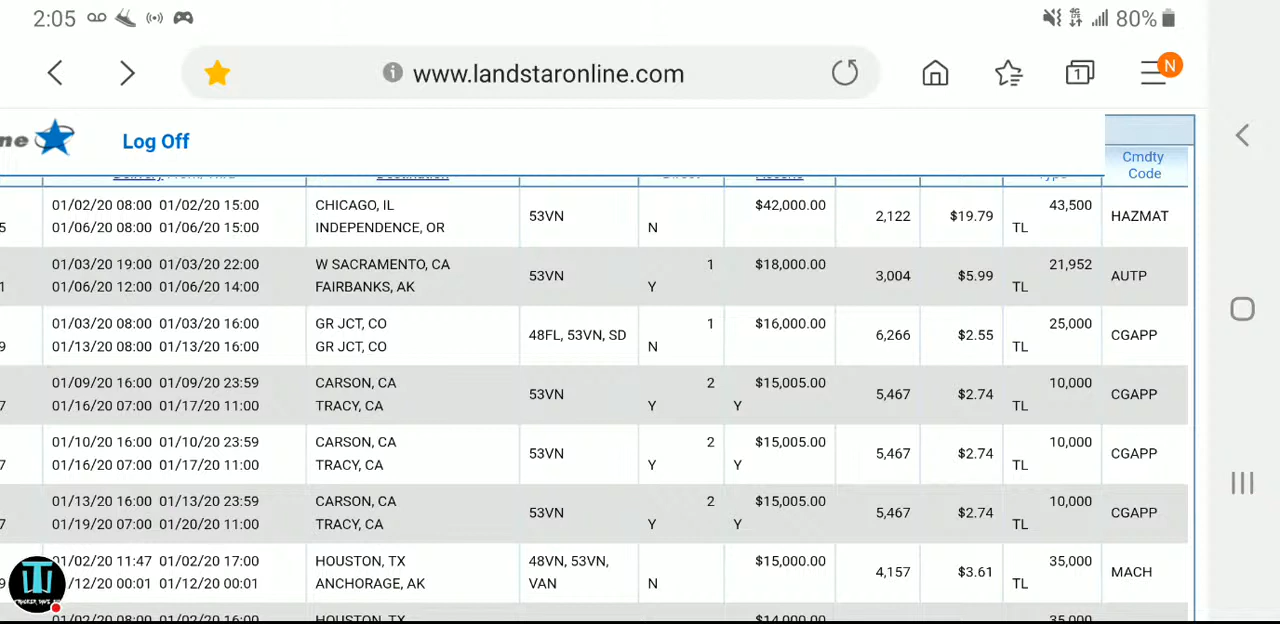 2:05
80%
www.landstaronline.com
1
N
ne
Log Off
Cmdty
Code
01/02/20 08:00 01/02/20 15:00 CHICAGO, IL $42,000.00 43,500
5 01/06/20 08:00 01/06/20 15:00 INDEPENDENCE, OR 53VN N 2,122 $19.79 TL HAZMAT
01/03/20 19:00 01/03/20 22:00 W SACRAMENTO, CA 1 $18,000.00 21,952
1 01/06/20 12:00 01/06/20 14:00 FAIRBANKS, AK 53VN Y 3,004 $5.99 TL AUTP
01/03/20 08:00 01/03/20 16:00 GR JCT, CO 1 $16,000.00 25,000
9 01/13/20 08:00 01/13/20 16:00 GR JCT, CO 48FL, 53VN, SD N 6,266 $2.55 TL CGAPP
01/09/20 16:00 01/09/20 23:59 CARSON, CA 2 $15,005.00 10,000
7 01/16/20 07:00 01/17/20 11:00 TRACY, CA 53VN Y Y 5,467 $2.74 TL CGAPP
01/10/20 16:00 01/10/20 23:59 CARSON, CA 2 $15,005.00 10,000
7 01/16/20 07:00 01/17/20 11:00 TRACY, CA 53VN Y Y 5,467 $2.74 TL CGAPP
01/13/20 16:00 01/13/20 23:59 CARSON, CA 2 $15,005.00 10,000
7 01/19/20 07:00 01/20/20 11:00 TRACY, CA 53VN Y Y 5,467 $2.74 TL CGAPP
01/02/20 11:47 01/02/20 17:00 HOUSTON, TX 48VN, 53VN, $15,000.00 35,000
9 /12/20 00:01 01/12/20 00:01 ANCHORAGE, AK VAN N 4,157 $3.61 TL MACH